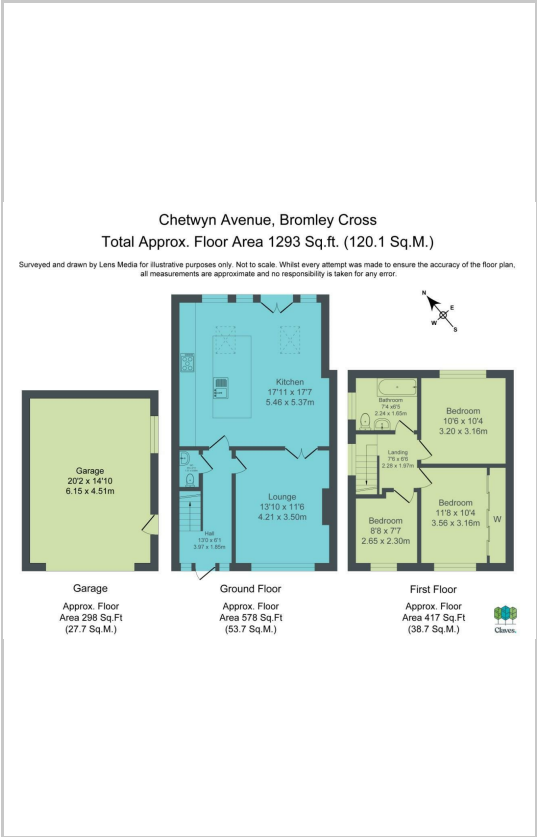 Chetwyn Avenue, Bromley Cross
Total Approx. Floor Area 1293 Sq.ft. (120.1 Sq.M.)
Surveyed and drawn by Lens Media for illustrative purposes only. Not to scale. Whilst every attempt was made to ensure the accuracy of the floor plan,
all measurements are approximate and no responsibility is taken for any error.
N
E
W
S
Kitchen
17'11 x 17'7
5.46 x 5.37m
Bathroom
7'4 x6'5
2.24 x 1.65m
Bedroom
10'6 x 10'4
3.20 x 3.16m
Landing
7'6 x 6'6
2.28 x 1.97m
Garage
20'2 x 14'10
6.15 x 4.51m
Lounge
13'10 x 11'6
4.21 x 3.50m
Hall
13'0 x 6'1
3.97 x 1.85m
Bedroom
8'8 x 7'7
2.65 x 2.30m
Bedroom
11'8 x 10'4
3.56 x 3.16m
W
Garage
Approx. Floor
Area 298 Sq.Ft
(27.7 Sq.M.)
Ground Floor
Approx. Floor
Area 578 Sq.Ft
(53.7 Sq.M.)
First Floor
Approx. Floor
Area 417 Sq.Ft
(38.7 Sq.M.)
Claves.